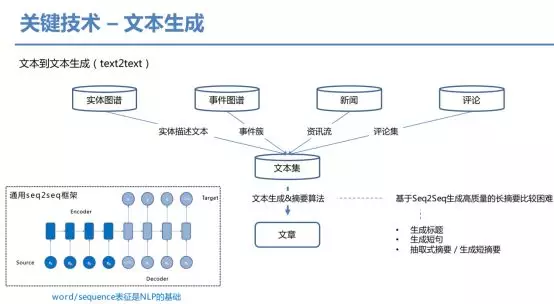 关键技术 – 文本生成
文本到文本生成（text2text）
实体图谱
事件图谱
新闻
评论
实体描述文本
事件簇
资讯流
评论集
文本集
通用seq2seq框架
Target
Encoder
文本生成&摘要算法
基于Seq2Seq生成高质量的长摘要比较困难
• 生成标题
• 生成短句
• 抽取式摘要 / 生成短摘要
文章
Source
Decoder
word/sequence表征是NLP的基础